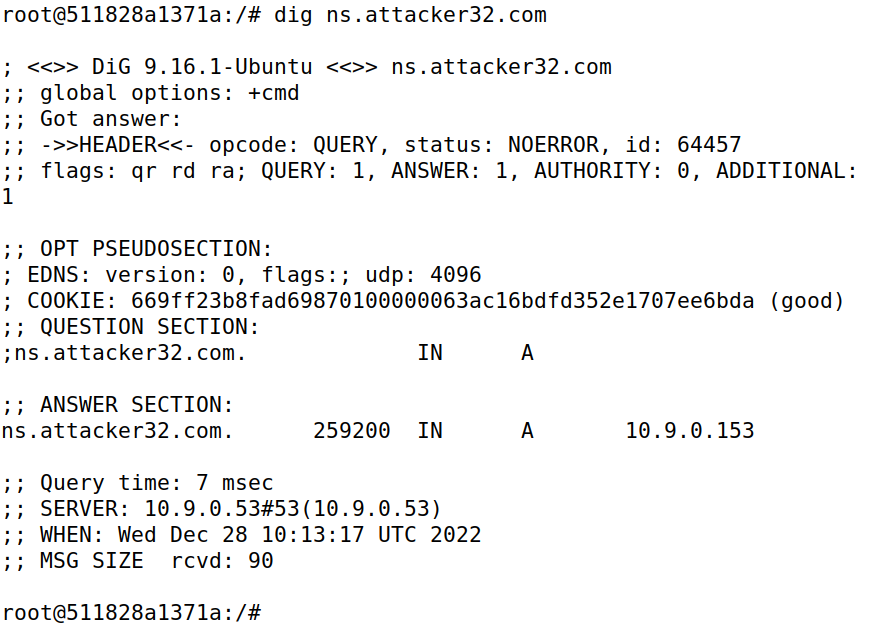 root@511828a1371a:/# dig ns.attacker32.com

; <<>> DiG 9.16.1-Ubuntu <<>> ns.attacker32.com
;; global options: +cmd
;; Got answer:
;; ->>HEADER<<- opcode: QUERY, status: NOERROR, id: 64457
;; flags: qr rd ra; QUERY: 1, ANSWER: 1, AUTHORITY: 0, ADDITIONAL:
1

;; OPT PSEUDOSECTION:
; EDNS: version: 0, flags:; udp: 4096
; COOKIE: 669ff23b8fad69870100000063ac16bdfd352e1707ee6bda (good)
;; QUESTION SECTION:
;ns.attacker32.com.             IN      A

;; ANSWER SECTION:
ns.attacker32.com.      259200  IN      A       10.9.0.153

;; Query time: 7 msec
;; SERVER: 10.9.0.53#53(10.9.0.53)
;; WHEN: Wed Dec 28 10:13:17 UTC 2022
;; MSG SIZE  rcvd: 90

root@511828a1371a:/#